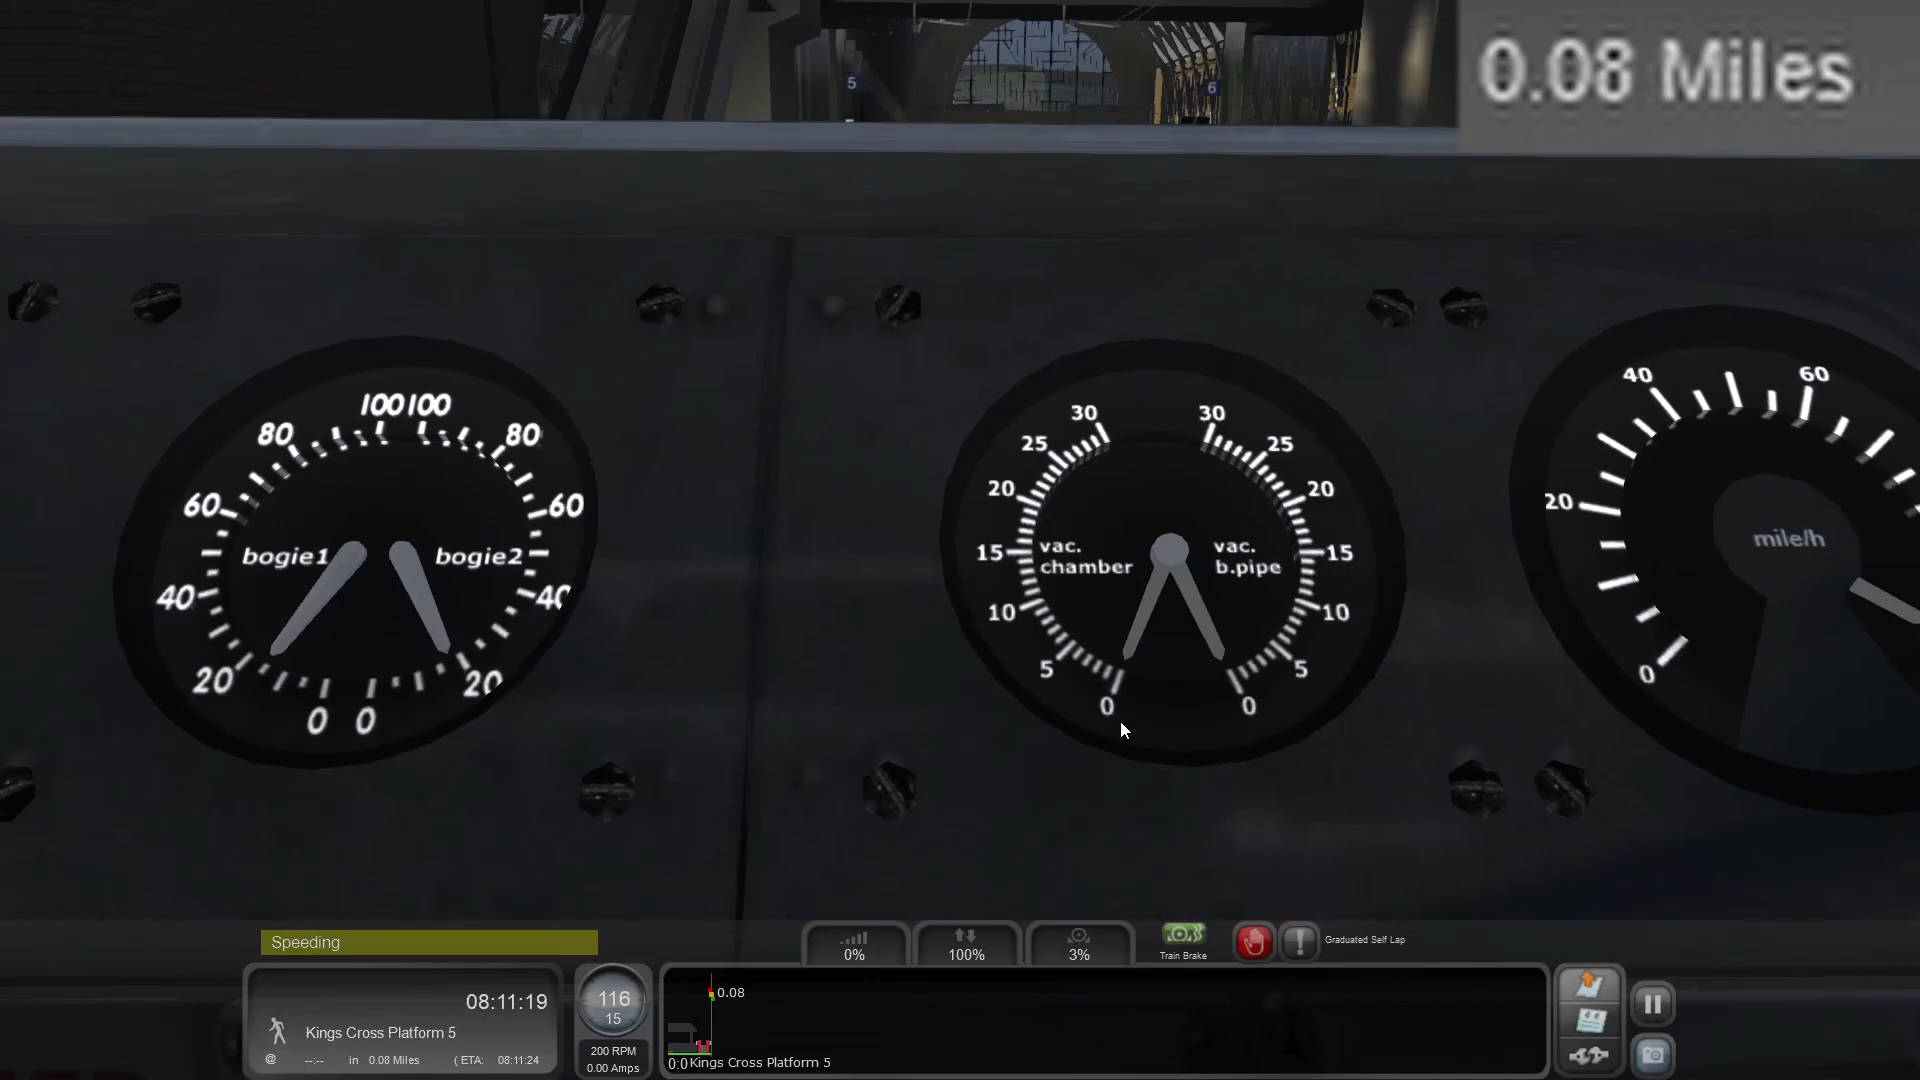 0.08 Miles
5
6
100 100
80 80
60 60
bogie1 bogie2
40 40
20 20
0 0
30 30
25 25
20 20
vac. vac.
15 chamber b.pipe 15
10 10
5 5
0 0
40 60
20
mile/h
0
Speeding
0%
100%
3%
Train Brake
Graduated Self Lap
08:11:19
Kings Cross Platform 5
@ --:-- in 0.08 Miles ( ETA: 08:11:24
116
15
200 RPM
0.00 Amps
0.08
0:0 Kings Cross Platform 5